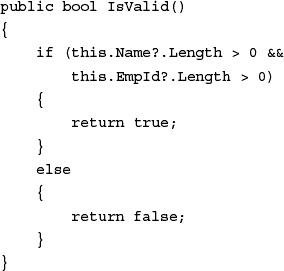 public bool IsValid()
{
    if (this.Name?.Length > 0 &&
        this.EmpId?.Length > 0)
    {
        return true;
    }
    else
    {
        return false;
    }
}